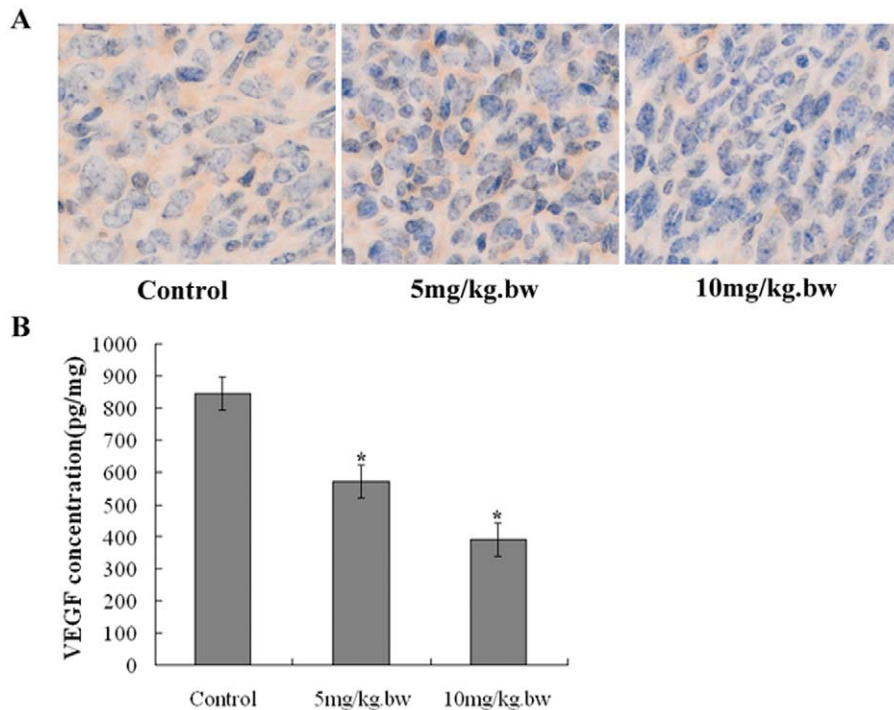 A
Control 5mg/kg.bw 10mg/kg.bw
B
VEGF concentration(pg/mg)
1000
900
800
700
600
500
400
300
200
100
0
*
*
Control 5mg/kg.bw 10mg/kg.bw